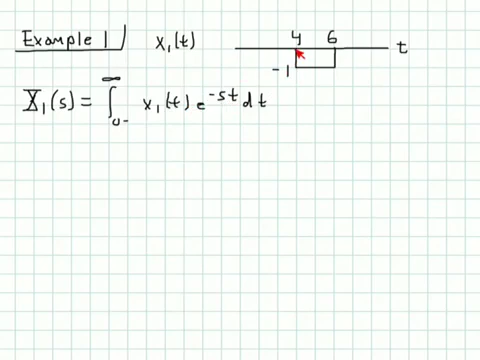 Example 1 x₁(t) 4 6 t
-1
X₁(s) = ∫₀₋^∞ x₁(t) e^-st dt